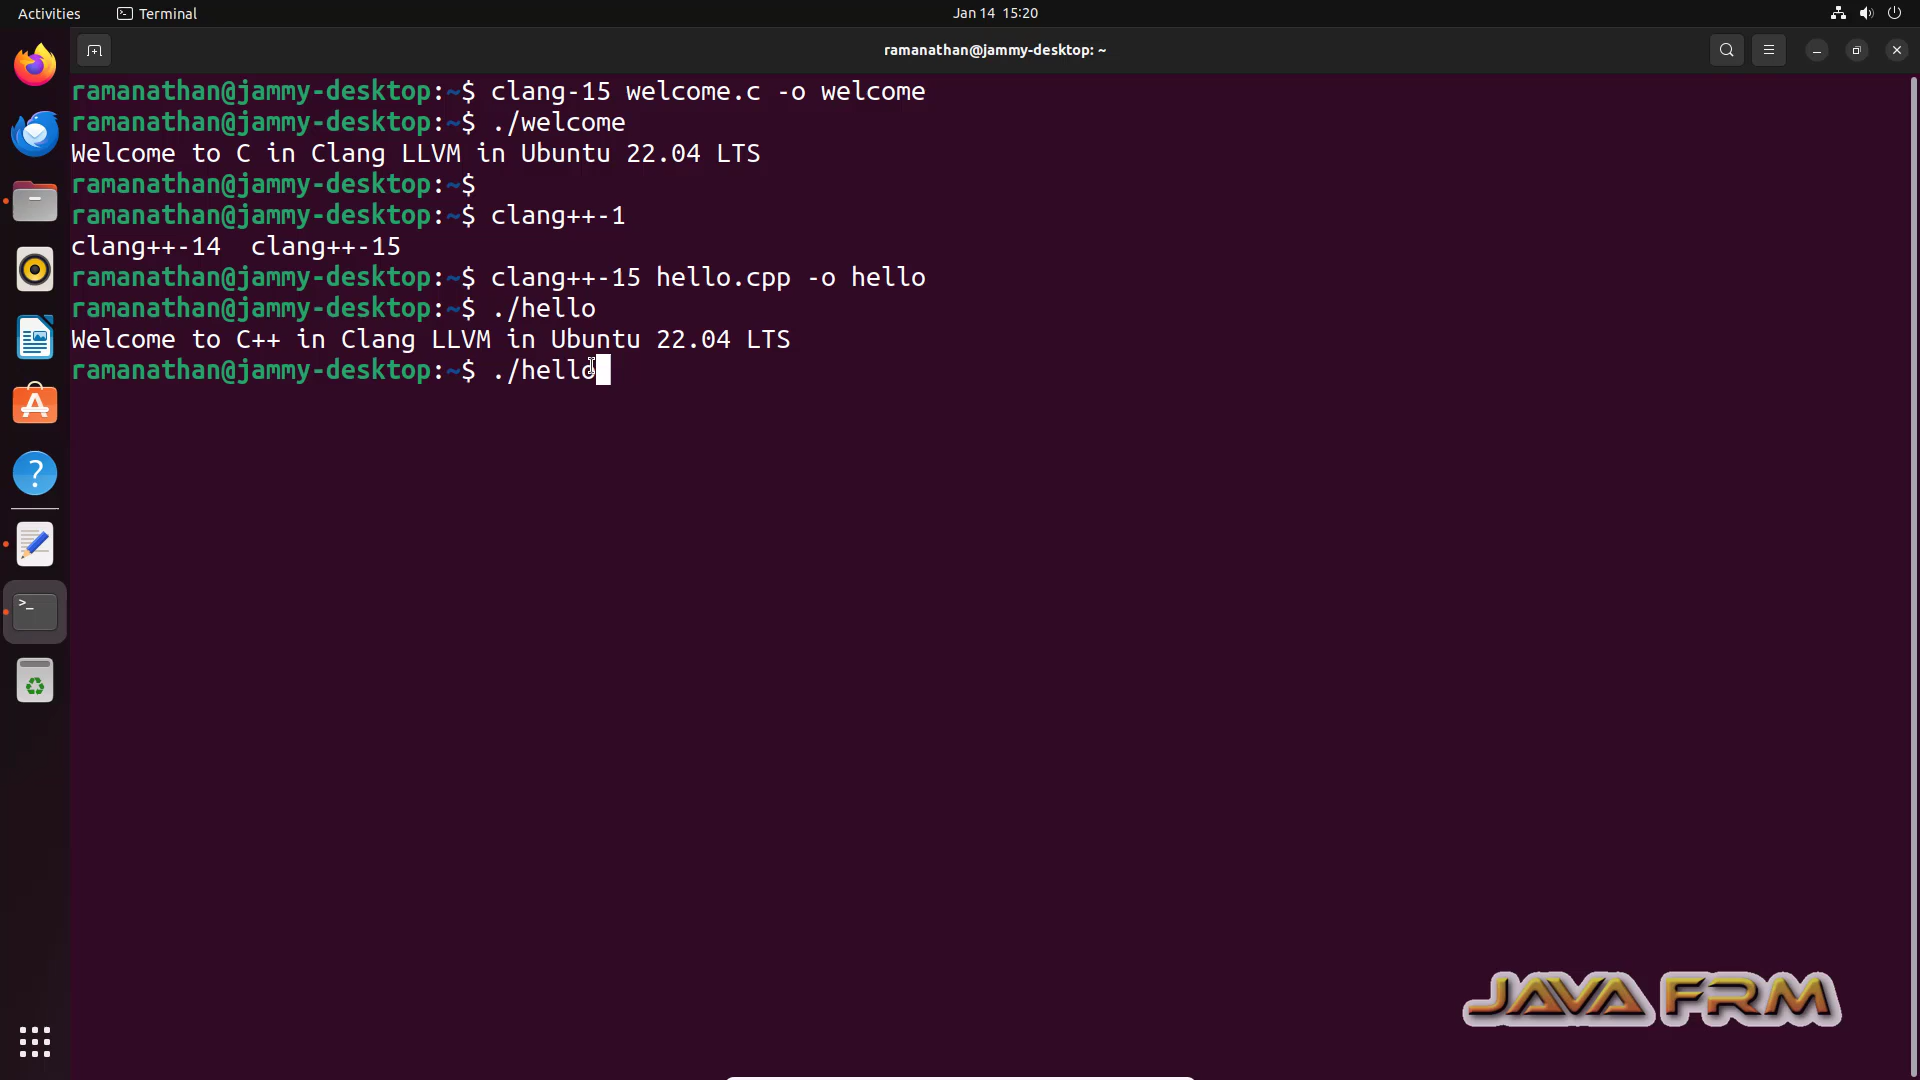 Activities Terminal Jan 14 15:20
ramanathan@jammy-desktop: ~
ramanathan@jammy-desktop:~$ clang-15 welcome.c -o welcome
ramanathan@jammy-desktop:~$ ./welcome
Welcome to C in Clang LLVM in Ubuntu 22.04 LTS
ramanathan@jammy-desktop:~$
ramanathan@jammy-desktop:~$ clang++-1
clang++-14  clang++-15
ramanathan@jammy-desktop:~$ clang++-15 hello.cpp -o hello
ramanathan@jammy-desktop:~$ ./hello
Welcome to C++ in Clang LLVM in Ubuntu 22.04 LTS
ramanathan@jammy-desktop:~$ ./hello
JAVA FRM